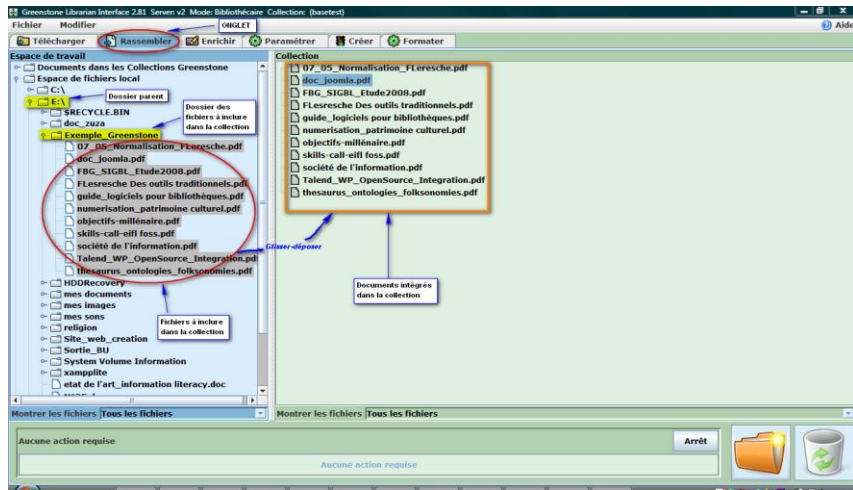 Greenstone Librarian Interface 2.81 Server: v2 Mode: Bibliothécaire Collection: (basetest)
Fichier Modifier
ONGLET
Aide
Télécharger Rassembler Enrichir Paramétrer Créer Formater
Espace de travail
Documents dans les Collections Greenstone
Espace de fichiers local
C:\
E:\
Dossier parent
$RECYCLE.BIN
doc_zuza
Dossier des
fichiers à inclure
dans la collection
Exemple_Greenstone
07_05_Normalisation_FLeresche.pdf
doc_joomla.pdf
FBG_SIGBL_Etude2008.pdf
FLesresche Des outils traditionnels.pdf
guide_logiciels pour bibliothèques.pdf
numerisation_patrimoine culturel.pdf
objectifs-millénaire.pdf
skills-call-eifl foss.pdf
société de l'information.pdf
Talend_WP_OpenSource_Integration.pd
thesaurus_ontologies_folksonomies.pdf
HDDRecovery
mes documents
mes images
mes sons
religion
Site_web_creation
Sortie_BU
System Volume Information
xampplite
etat de l'art_information literacy.doc
Fichiers à inclure
dans la collection
Montrer les fichiers Tous les fichiers
Glisser-déposer
Collection
07_05_Normalisation_FLeresche.pdf
doc_joomla.pdf
FBG_SIGBL_Etude2008.pdf
FLesresche Des outils traditionnels.pdf
guide_logiciels pour bibliothèques.pdf
numerisation_patrimoine culturel.pdf
objectifs-millénaire.pdf
skills-call-eifl foss.pdf
société de l'information.pdf
Talend_WP_OpenSource_Integration.pdf
thesaurus_ontologies_folksonomies.pdf
Documents intégrés
dans la collection
Montrer les fichiers Tous les fichiers
Aucune action requise
Arrêt
Aucune action requise